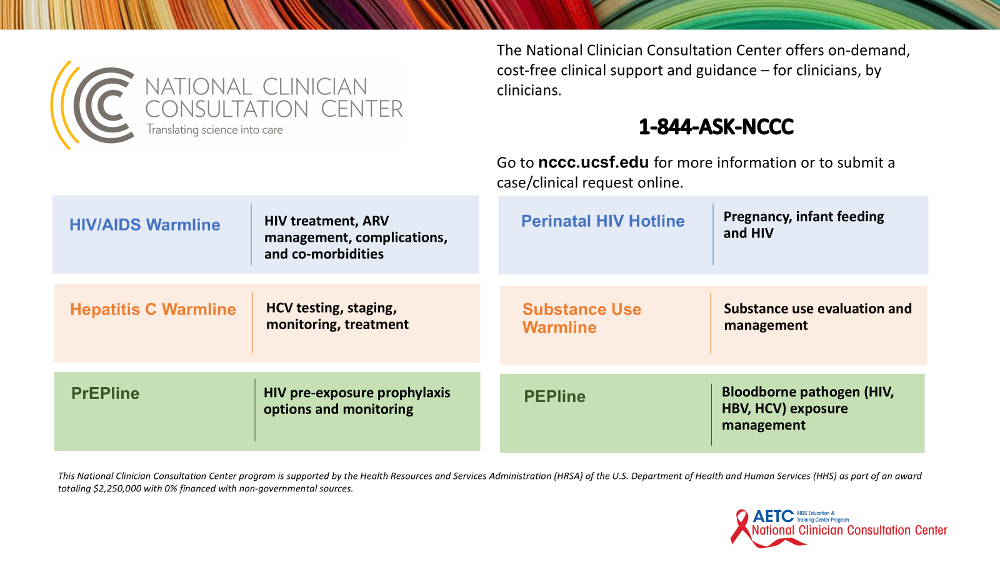 NATIONAL CLINICIAN
CONSULTATION CENTER
Translating science into care
The National Clinician Consultation Center offers on-demand,
cost-free clinical support and guidance – for clinicians, by
clinicians.
1-844-ASK-NCCC
Go to nccc.ucsf.edu for more information or to submit a
case/clinical request online.
HIV/AIDS Warmline
HIV treatment, ARV
management, complications,
and co-morbidities
Perinatal HIV Hotline
Pregnancy, infant feeding
and HIV
Hepatitis C Warmline
HCV testing, staging,
monitoring, treatment
Substance Use
Warmline
Substance use evaluation and
management
PrEPline
HIV pre-exposure prophylaxis
options and monitoring
PEPline
Bloodborne pathogen (HIV,
HBV, HCV) exposure
management
This National Clinician Consultation Center program is supported by the Health Resources and Services Administration (HRSA) of the U.S. Department of Health and Human Services (HHS) as part of an award
totaling $2,250,000 with 0% financed with non-governmental sources.
AETC AIDS Education &
Training Center Program
National Clinician Consultation Center